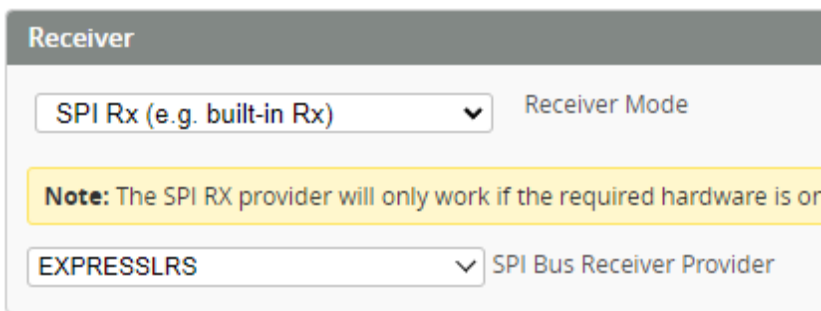 Receiver
SPI Rx (e.g. built-in Rx) Receiver Mode
Note: The SPI RX provider will only work if the required hardware is or
EXPRESSLRS SPI Bus Receiver Provider